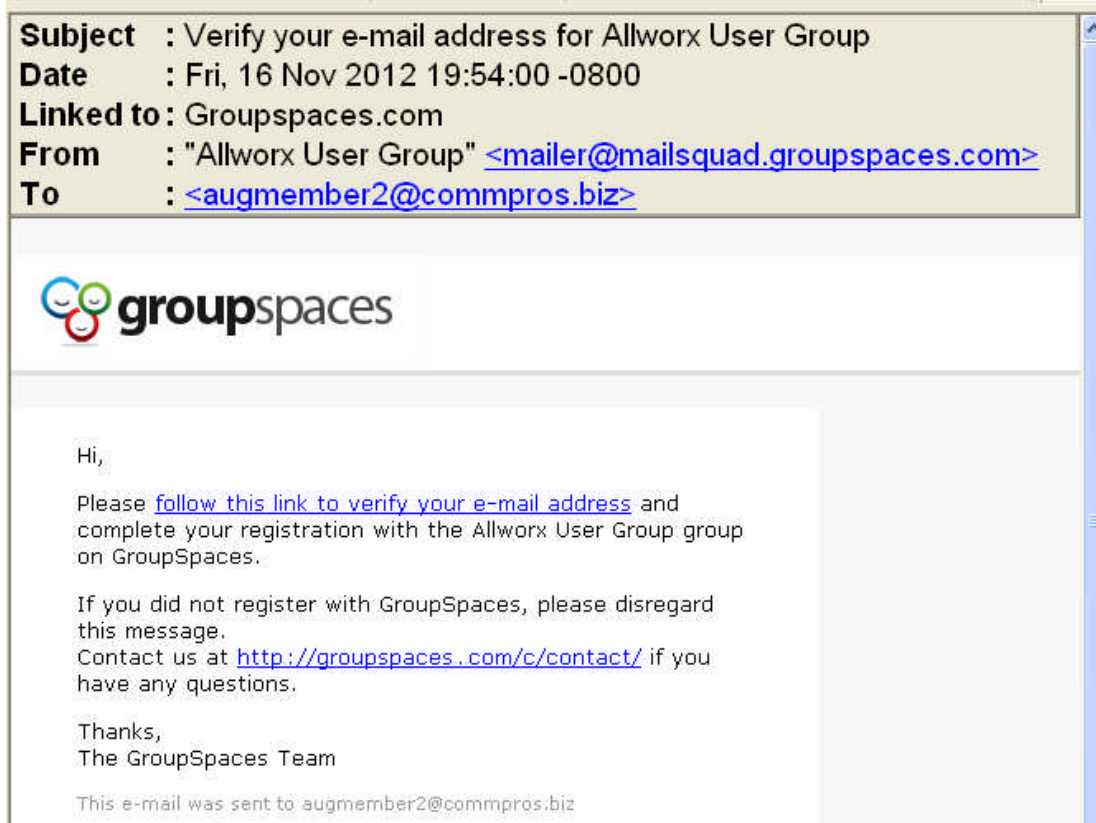 Subject : Verify your e-mail address for Allworx User Group
Date : Fri, 16 Nov 2012 19:54:00 -0800
Linked to : Groupspaces.com
From : "Allworx User Group" <mailer@mailsquad.groupspaces.com>
To : <augmember2@commpros.biz>
groupspaces
Hi,
Please follow this link to verify your e-mail address and
complete your registration with the Allworx User Group group
on GroupSpaces.
If you did not register with GroupSpaces, please disregard
this message.
Contact us at http://groupspaces.com/c/contact/ if you
have any questions.
Thanks,
The GroupSpaces Team
This e-mail was sent to augmember2@commpros.biz